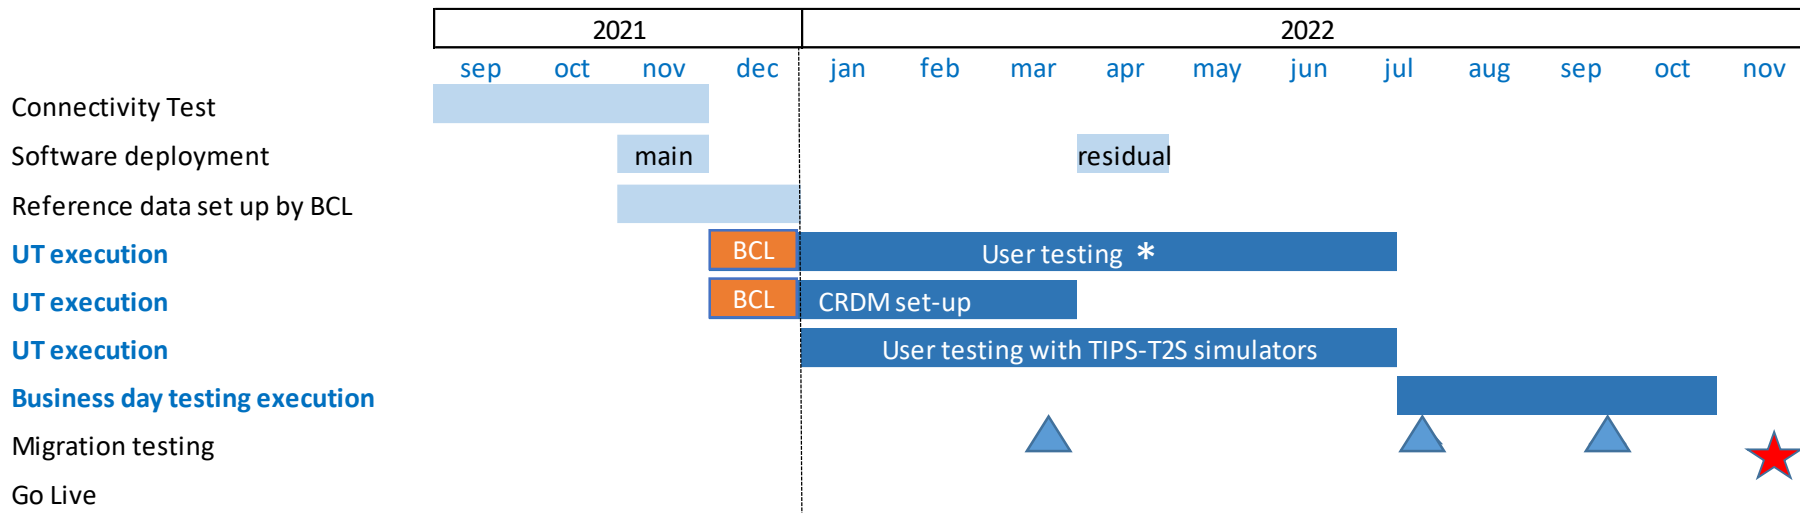 2021 2022
sep oct nov dec jan feb mar apr may jun jul aug sep oct nov
Connectivity Test
Software deployment main residual
Reference data set up by BCL
UT execution BCL User testing *
UT execution BCL CRDM set-up
UT execution User testing with TIPS-T2S simulators
Business day testing execution
Migration testing
Go Live